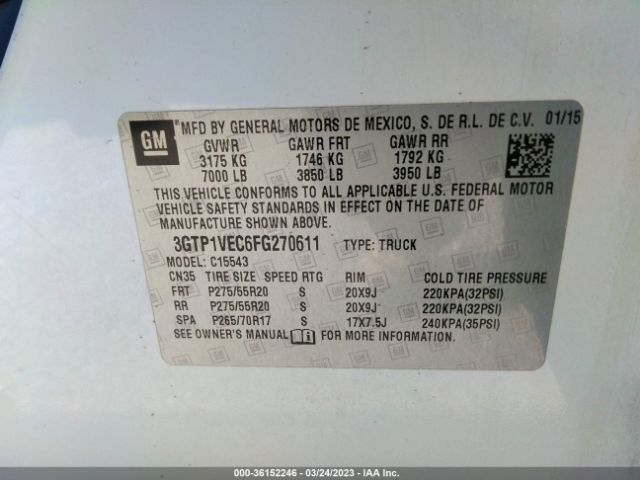 GM
MFD BY GENERAL MOTORS DE MEXICO, S. DE R.L. DE C.V. 01/15
GVWR GAWR FRT GAWR RR
3175 KG 1746 KG 1792 KG
7000 LB 3850 LB 3950 LB
THIS VEHICLE CONFORMS TO ALL APPLICABLE U.S. FEDERAL MOTOR
VEHICLE SAFETY STANDARDS IN EFFECT ON THE DATE OF
MANUFACTURE SHOWN ABOVE.
3GTP1VEC6FG270611 TYPE: TRUCK
MODEL: C15543
CN35 TIRE SIZE SPEED RTG RIM COLD TIRE PRESSURE
FRT P275/55R20 S 20X9J 220KPA(32PSI)
RR P275/55R20 S 20X9J 220KPA(32PSI)
SPA P265/70R17 S 17X7.5J 240KPA(35PSI)
SEE OWNER'S MANUAL FOR MORE INFORMATION.
000-36152246 - 03/24/2023 - IAA Inc.